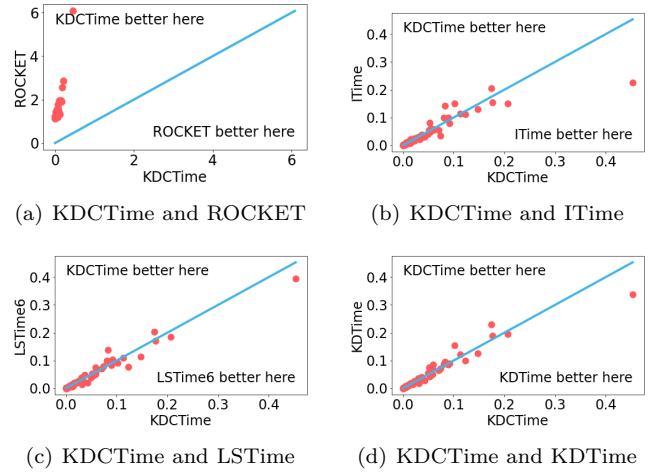 KDCTime better here
6
4
2
0
ROCKET
ROCKET better here
0 2 4 6
KDCTime
(a) KDCTime and ROCKET
KDCTime better here
0.4
0.3
0.2
0.1
0.0
ITime
ITime better here
0.0 0.1 0.2 0.3 0.4
KDCTime
(b) KDCTime and ITime
KDCTime better here
0.4
0.3
0.2
0.1
0.0
LSTime6
LSTime6 better here
0.0 0.1 0.2 0.3 0.4
KDCTime
(c) KDCTime and LSTime
KDCTime better here
0.4
0.3
0.2
0.1
0.0
KDTime
KDTime better here
0.0 0.1 0.2 0.3 0.4
KDCTime
(d) KDCTime and KDTime